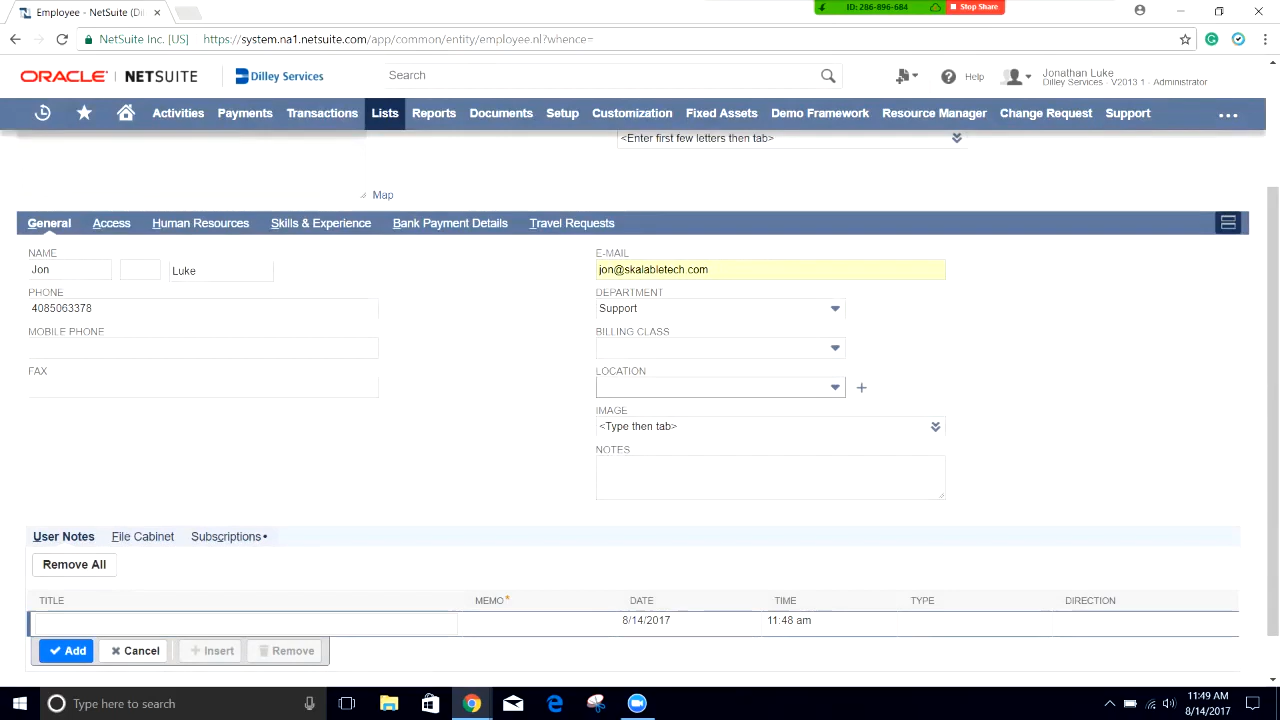 Employee - NetSuite (Dil
ID: 286-896-684
Stop Share
NetSuite Inc. [US]
https://system.na1.netsuite.com/app/common/entity/employee.nl?whence=
ORACLE | NETSUITE
Dilley Services
Search
Help
Jonathan Luke
Dilley Services - V2013 1 - Administrator
Activities Payments Transactions Lists Reports Documents Setup Customization Fixed Assets Demo Framework Resource Manager Change Request Support
<Enter first few letters then tab>
Map
General Access Human Resources Skills & Experience Bank Payment Details Travel Requests
NAME
Jon Luke
PHONE
4085063378
MOBILE PHONE
FAX
E-MAIL
jon@skalabletech com
DEPARTMENT
Support
BILLING CLASS
LOCATION
IMAGE
<Type then tab>
NOTES
User Notes File Cabinet Subscriptions•
Remove All
TITLE MEMO* DATE TIME TYPE DIRECTION
8/14/2017 11:48 am
Add Cancel Insert Remove
Type here to search
11:49 AM
8/14/2017